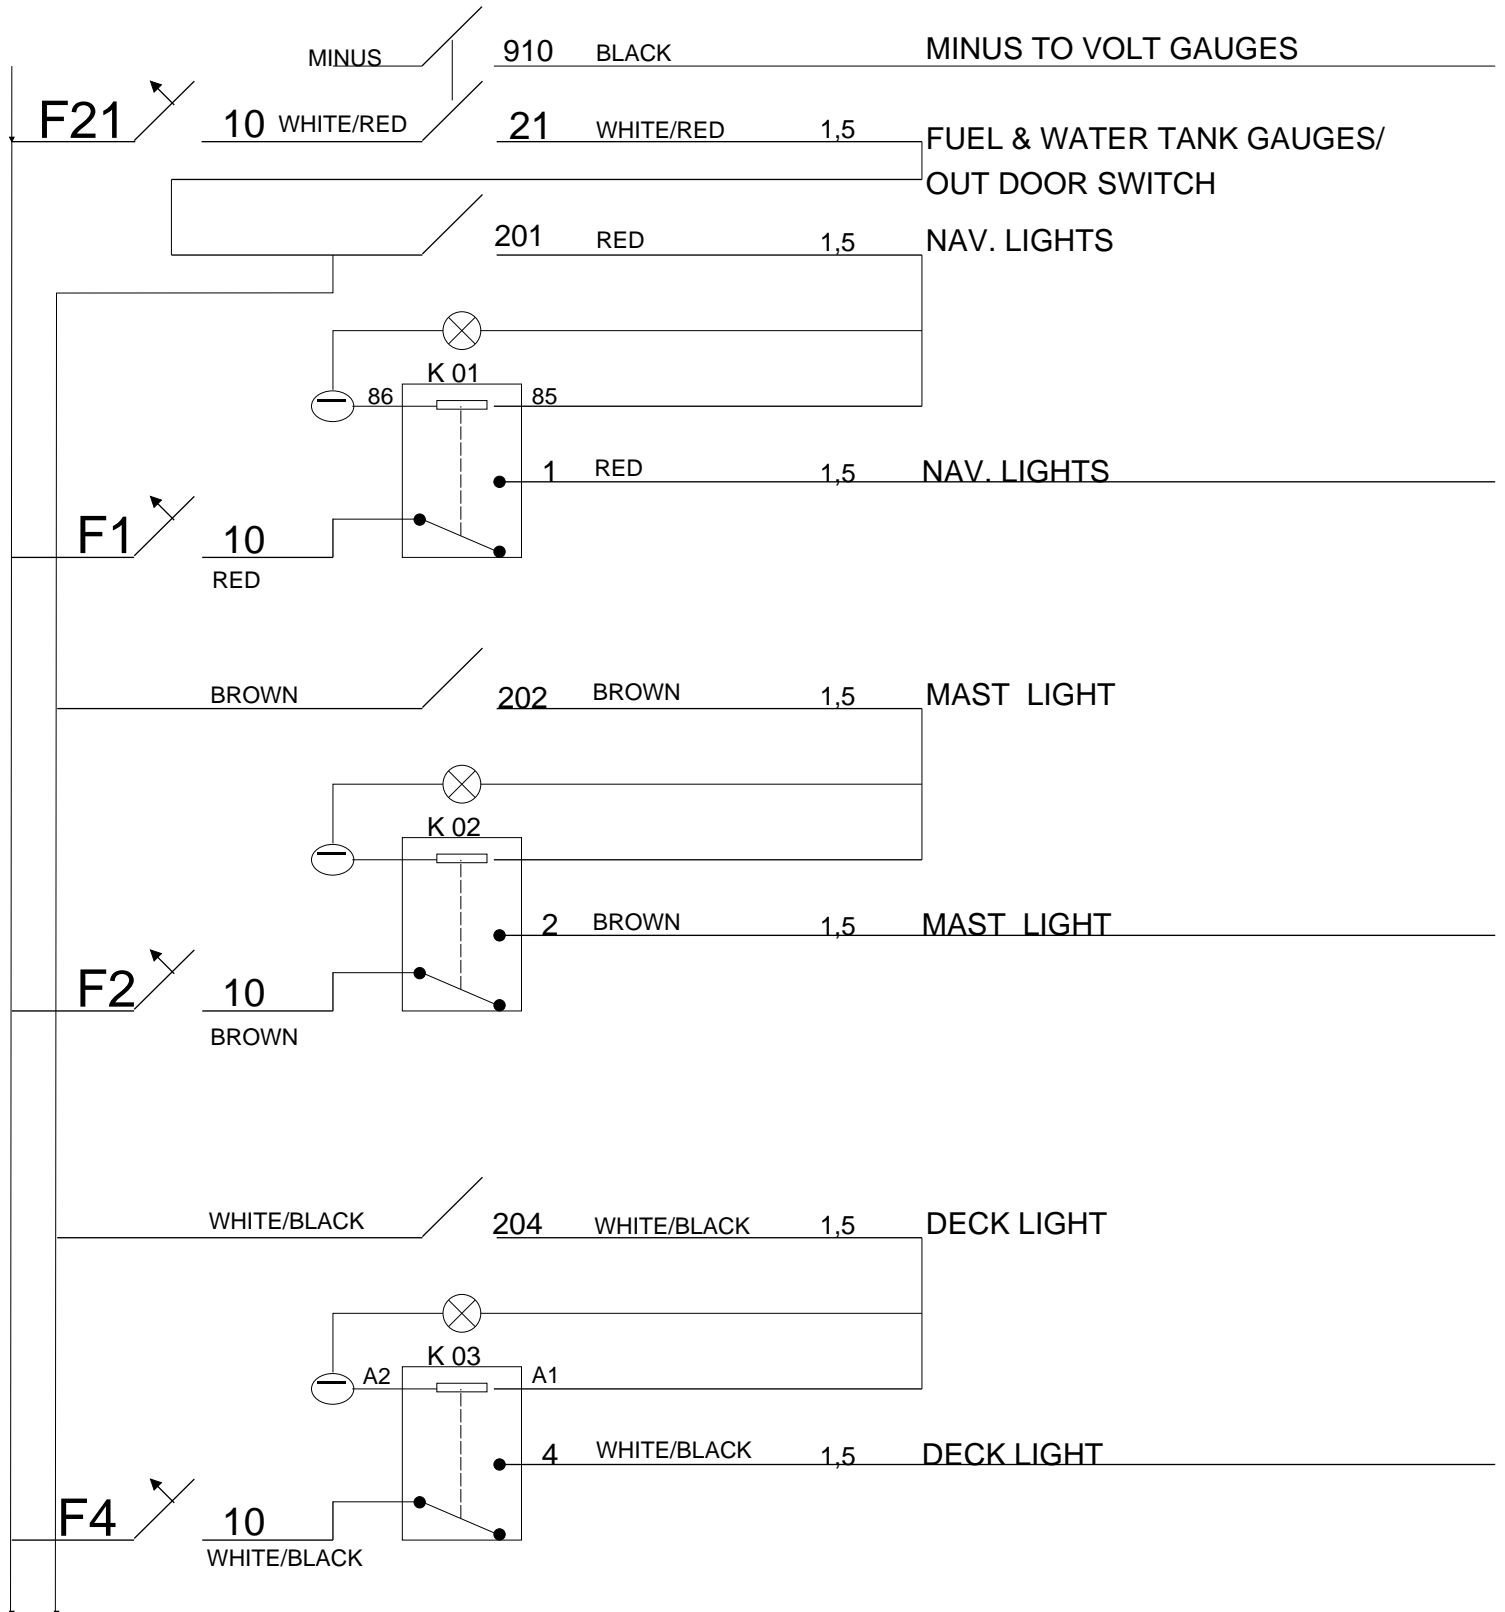 MINUS 910 BLACK MINUS TO VOLT GAUGES
F21 10 WHITE/RED 21 WHITE/RED 1,5 FUEL & WATER TANK GAUGES/
OUT DOOR SWITCH
201 RED 1,5 NAV. LIGHTS
K 01
86 85
1 RED 1,5 NAV. LIGHTS
F1 10
RED
BROWN 202 BROWN 1,5 MAST LIGHT
K 02
2 BROWN 1,5 MAST LIGHT
F2 10
BROWN
WHITE/BLACK 204 WHITE/BLACK 1,5 DECK LIGHT
K 03
A2 A1
4 WHITE/BLACK 1,5 DECK LIGHT
F4 10
WHITE/BLACK